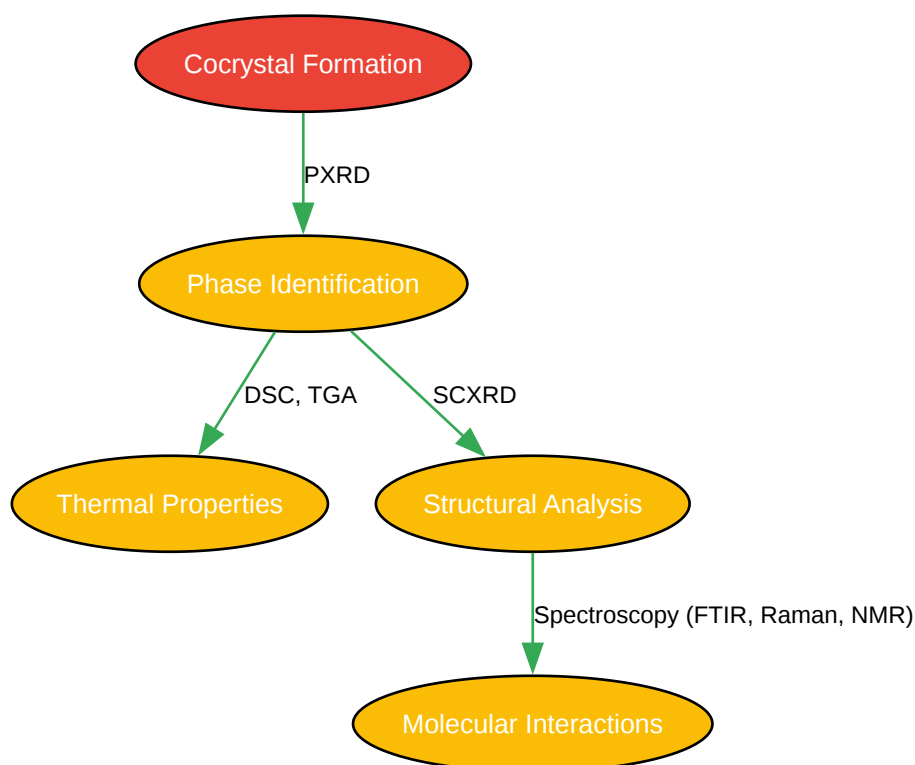 Cocrystal Formation
PXRD
Phase Identification
DSC, TGA
SCXRD
Thermal Properties
Structural Analysis
Spectroscopy (FTIR, Raman, NMR)
Molecular Interactions